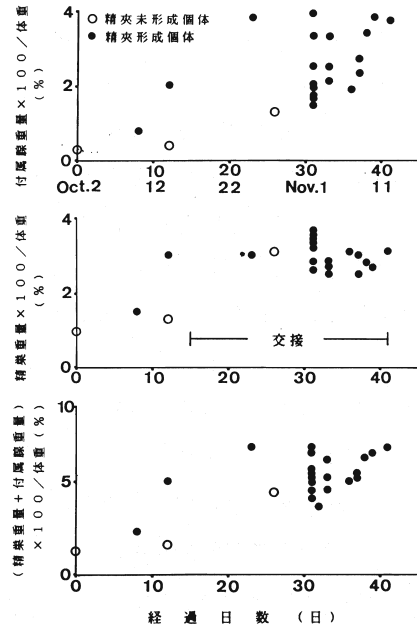 ○ 精莢未形成個体
● 精莢形成個体
付属腺重量×１００／体重
（％）
4
2
0
0 10 20 30 40
Oct.2 12 22 Nov.1 11
精巣重量×１００／体重
（％）
4
2
0
交接
0 10 20 30 40
（精巣重量＋付属腺重量）
×１００／体重（％）
10
5
0
0 10 20 30 40
経過日数（日）